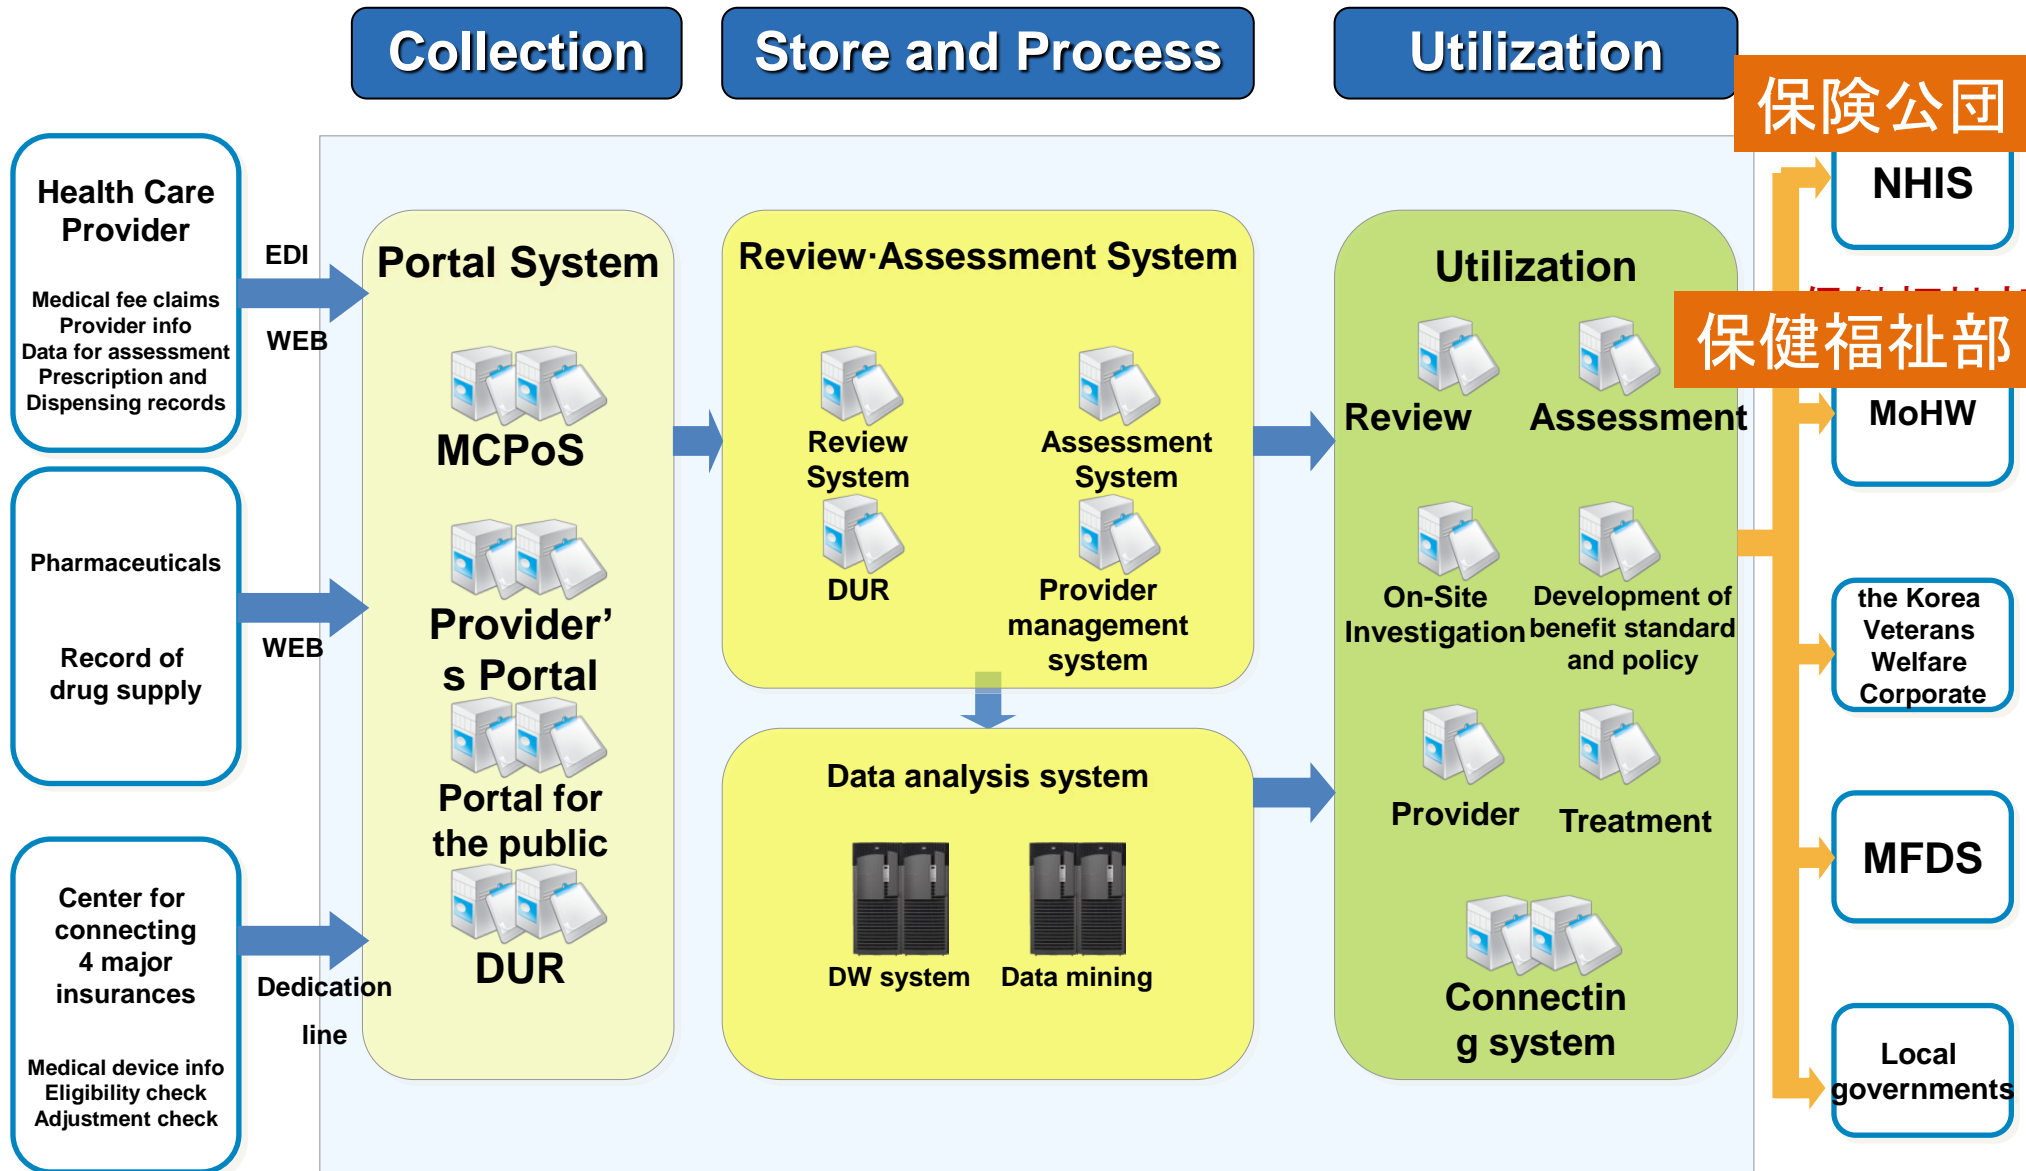 Collection
Store and Process
Utilization
保険公団
Health Care
Provider
Medical fee claims
Provider info
Data for assessment
Prescription and
Dispensing records
EDI
WEB
Pharmaceuticals
Record of
drug supply
WEB
Center for
connecting
4 major
insurances
Medical device info
Eligibility check
Adjustment check
Dedication
line
Portal System
MCPoS
Provider’
s Portal
Portal for
the public
DUR
Review·Assessment System
Review
System
Assessment
System
DUR
Provider
management
system
Data analysis system
DW system
Data mining
Utilization
Review
Assessment
On-Site
Investigation
Development of
benefit standard
and policy
Provider
Treatment
Connectin
g system
NHIS
保健福祉部
MoHW
the Korea
Veterans
Welfare
Corporate
MFDS
Local
governments